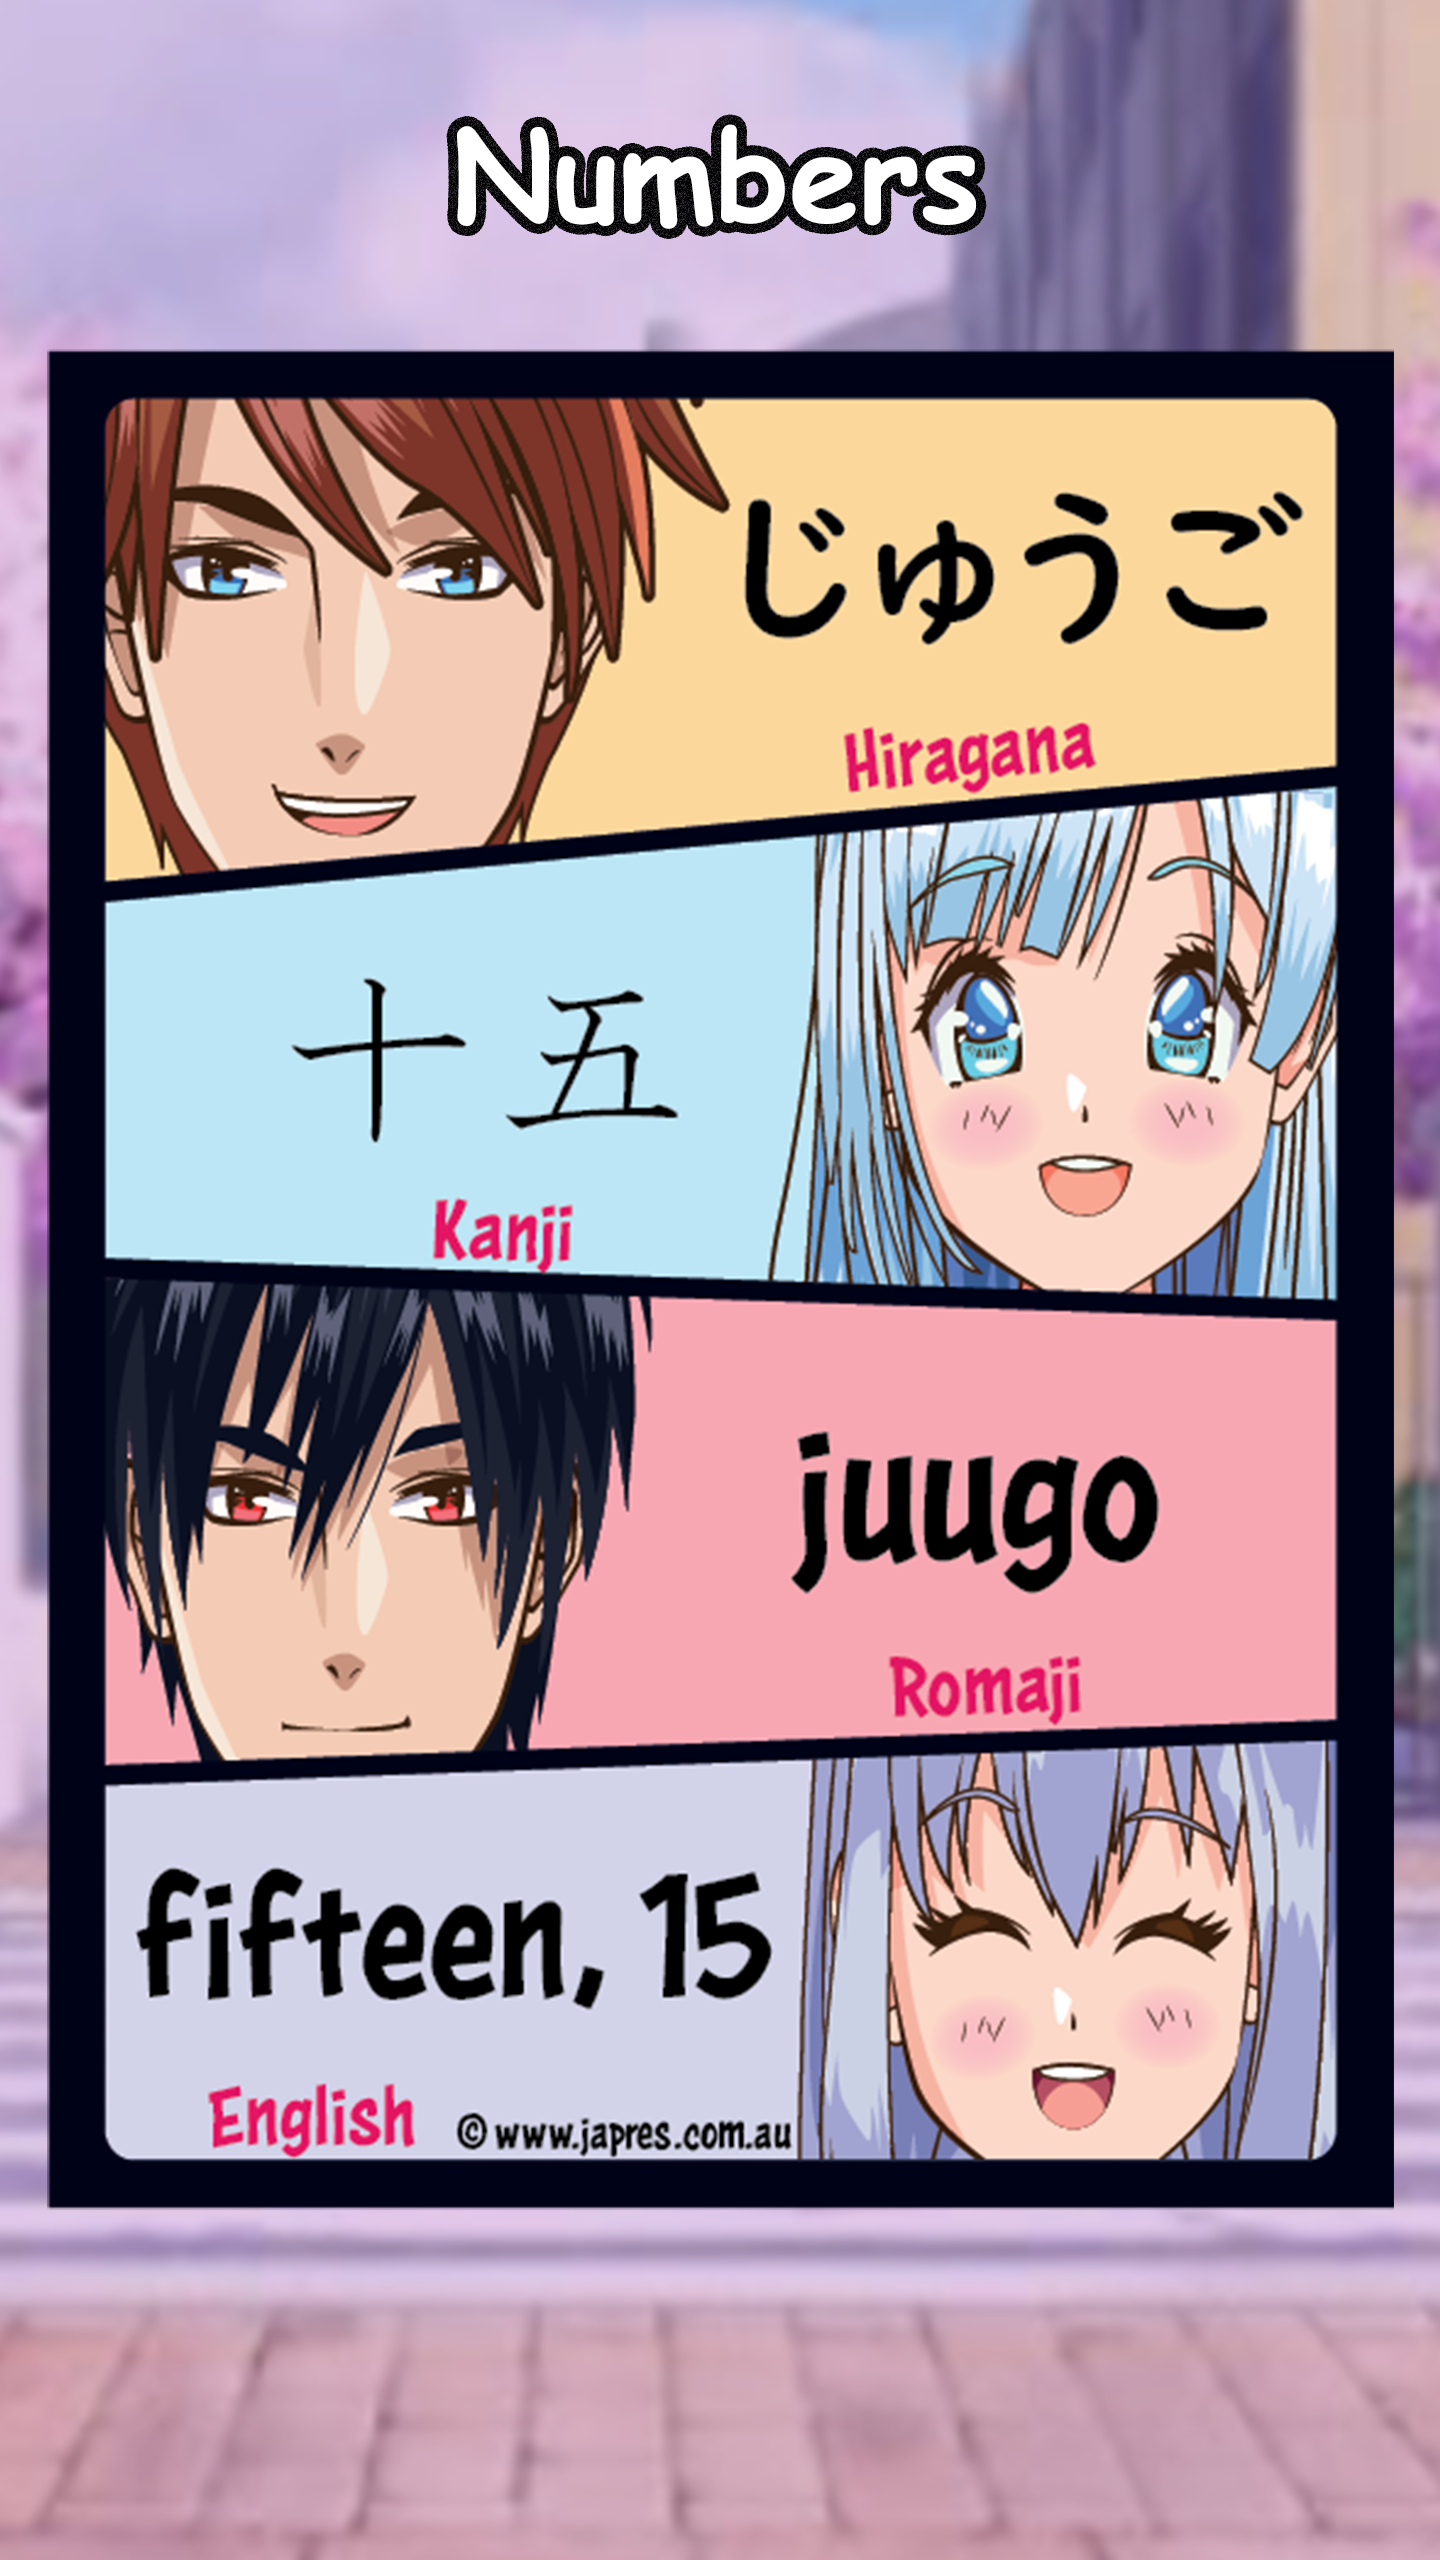 Numbers
じゅうご
Hiragana
十五
Kanji
juugo
Romaji
fifteen, 15
English
© www.japres.com.au